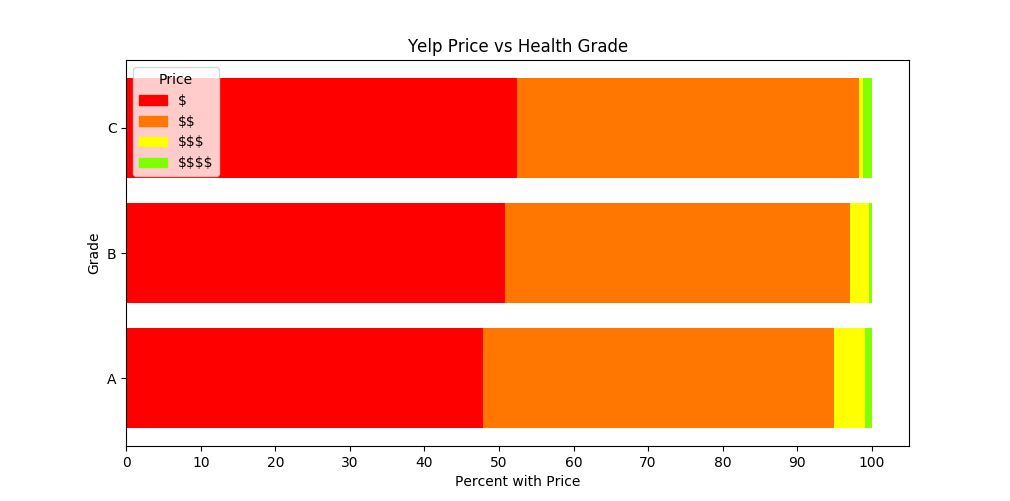 Yelp Price vs Health Grade
Price
$
$$
$$$
$$$$
C
B
A
Grade
0 10 20 30 40 50 60 70 80 90 100
Percent with Price